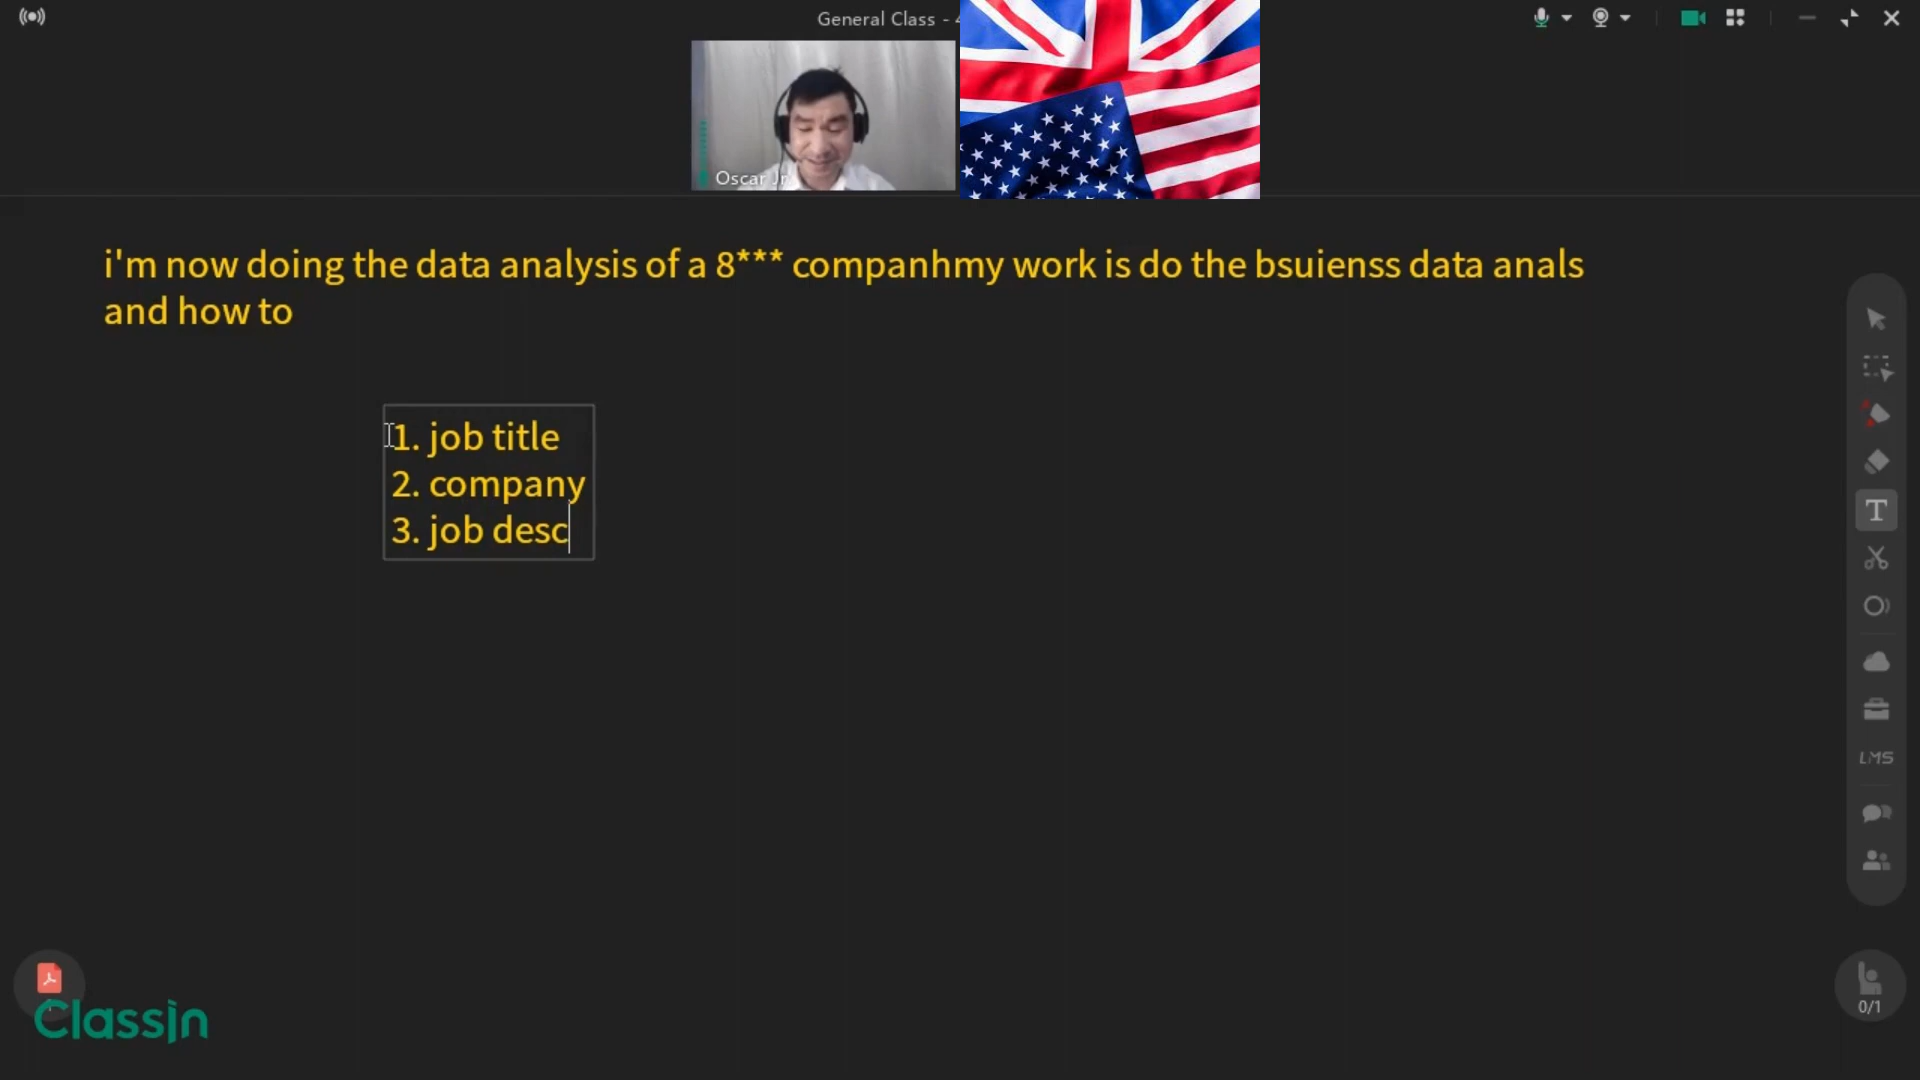 General Class - 4
Oscar Jr.
i'm now doing the data analysis of a 8*** companhmy work is do the bsuienss data anals
and how to
1. job title
2. company
3. job desc
T
LMS
ClassIn
0/1